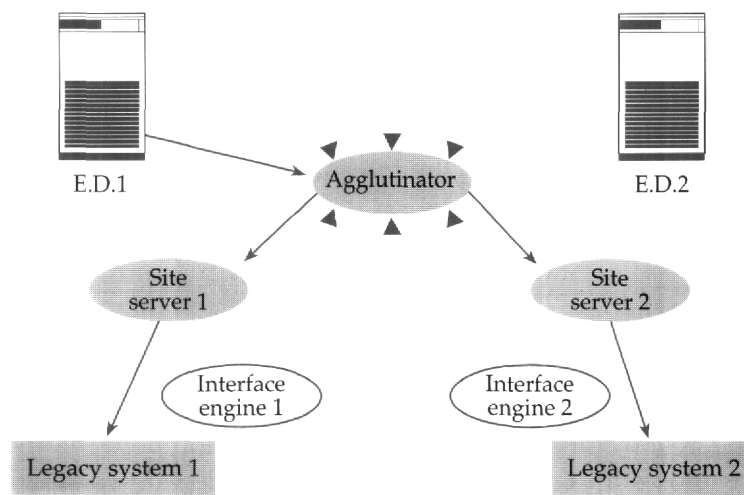 E.D.1
E.D.2
Agglutinator
Site
server 1
Site
server 2
Interface
engine 1
Interface
engine 2
Legacy system 1
Legacy system 2